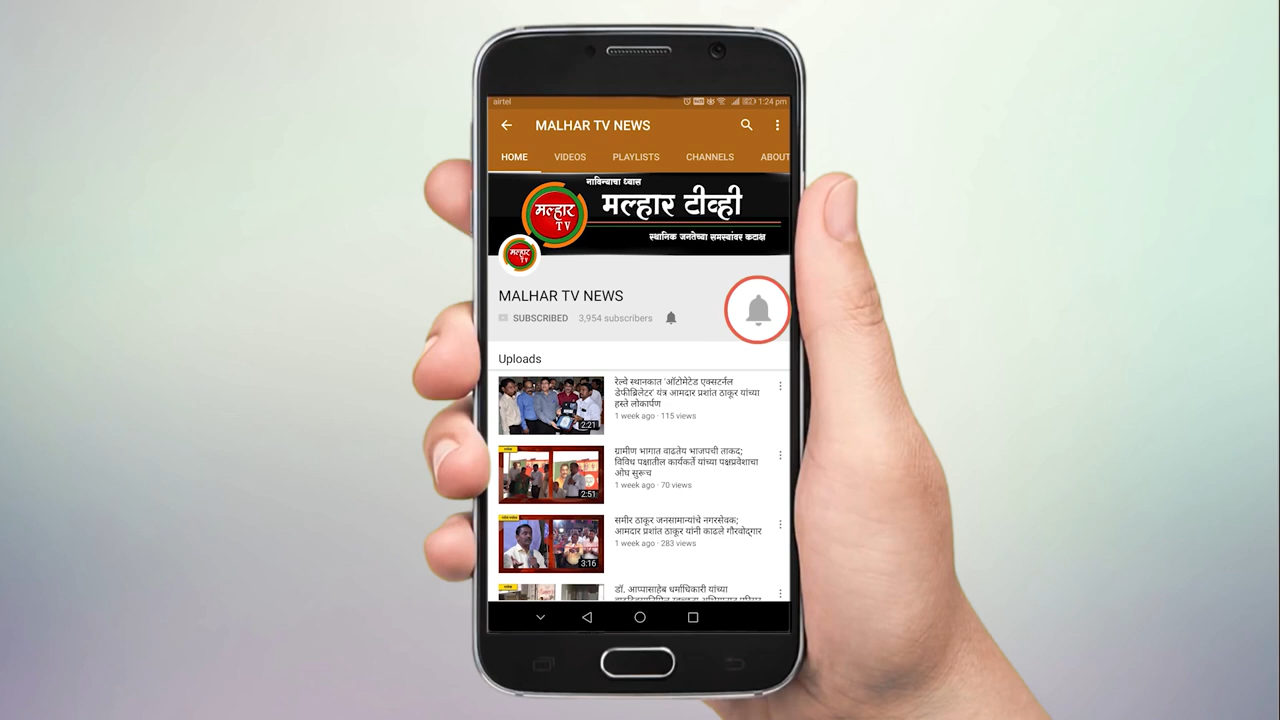 airtel
1:24 pm
MALHAR TV NEWS
HOME VIDEOS PLAYLISTS CHANNELS ABOUT
नाविन्याचा ध्यास
मल्हार टीव्ही
मल्हार
TV
स्थानिक जनतेच्या समस्यांवर कटाक्ष
मल्हार
TV
MALHAR TV NEWS
SUBSCRIBED 3,954 subscribers
Uploads
रेल्वे स्थानकात 'ऑटोमेटेड एक्सटर्नल
डेफीब्रिलेटर' यंत्र आमदार प्रशांत ठाकूर यांच्या
हस्ते लोकार्पण
1 week ago · 115 views
2:21
ग्रामीण भागात वाढतेय भाजपची ताकद;
विविध पक्षातील कार्यकर्ते यांच्या पक्षप्रवेशाचा
ओघ सुरूच
1 week ago · 70 views
2:51
समीर ठाकूर जनसामान्यांचे नगरसेवक;
आमदार प्रशांत ठाकूर यांनी काढले गौरवोद्गार
1 week ago · 283 views
3:16
डॉ. आप्पासाहेब धर्माधिकारी यांच्या